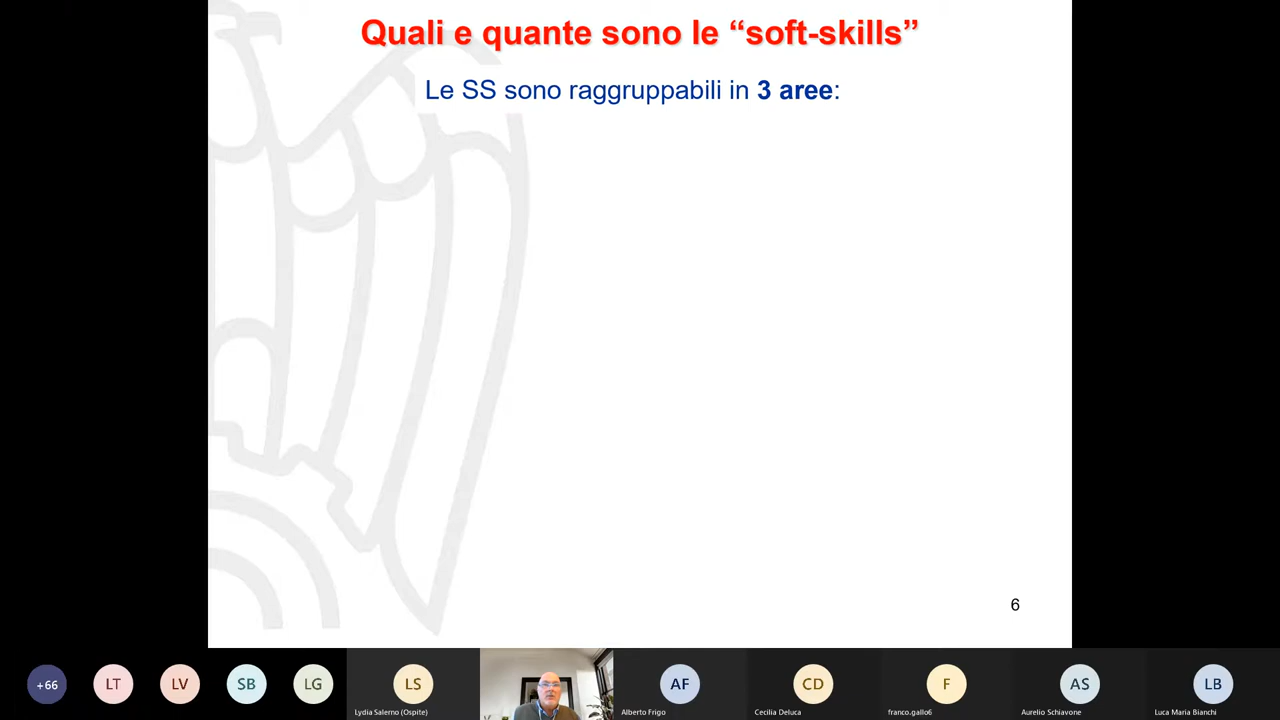 Quali e quante sono le “soft-skills”
Le SS sono raggruppabili in 3 aree:
6
+66
LT
LV
SB
LG
LS
AF
CD
F
AS
LB
Lydia Salerno (Ospite)
Alberto Frigo
Cecilia Deluca
franco.gallo6
Aurelio Schiavone
Luca Maria Bianchi